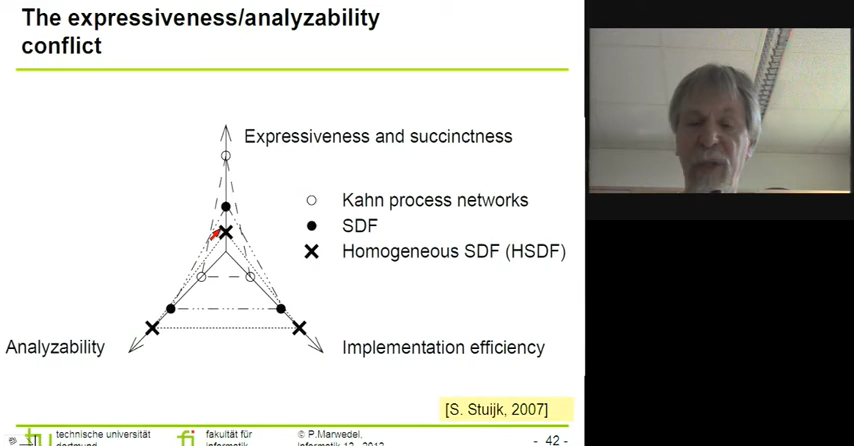 The expressiveness/analyzability
conflict
Expressiveness and succinctness
Kahn process networks
SDF
Homogeneous SDF (HSDF)
Analyzability
Implementation efficiency
[S. Stuijk, 2007]
technische universität
dortmund
fakultät für
informatik
© P.Marwedel,
informatik 12, 2012
- 42 -